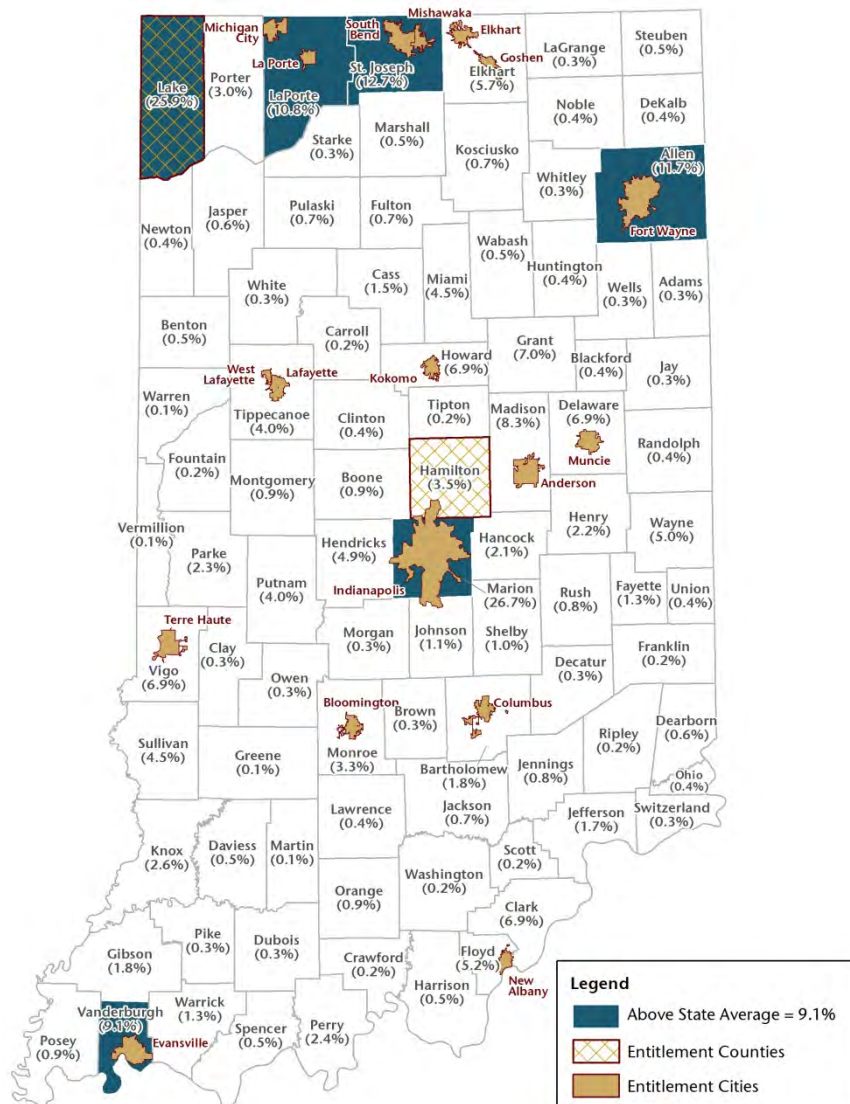 Mishawaka
Michigan
City
South
Bend
Elkhart
Goshen
La Porte
Lake
(25.9%)
Porter
(3.0%)
LaPorte
(10.8%)
St. Joseph
(12.7%)
Elkhart
(5.7%)
LaGrange
(0.3%)
Steuben
(0.5%)
Noble
(0.4%)
DeKalb
(0.4%)
Starke
(0.3%)
Marshall
(0.5%)
Kosciusko
(0.7%)
Whitley
(0.3%)
Allen
(11.7%)
Fort Wayne
Newton
(0.4%)
Jasper
(0.6%)
Pulaski
(0.7%)
Fulton
(0.7%)
Wabash
(0.5%)
Huntington
(0.4%)
Wells
(0.3%)
Adams
(0.3%)
White
(0.3%)
Cass
(1.5%)
Miami
(4.5%)
Benton
(0.5%)
Carroll
(0.2%)
Grant
(7.0%)
Blackford
(0.4%)
Jay
(0.3%)
Howard
(6.9%)
Kokomo
West
Lafayette
Lafayette
Tippecanoe
(4.0%)
Warren
(0.1%)
Clinton
(0.4%)
Tipton
(0.2%)
Madison
(8.3%)
Anderson
Delaware
(6.9%)
Muncie
Randolph
(0.4%)
Fountain
(0.2%)
Montgomery
(0.9%)
Boone
(0.9%)
Hamilton
(3.5%)
Vermillion
(0.1%)
Parke
(2.3%)
Putnam
(4.0%)
Hendricks
(4.9%)
Indianapolis
Hancock
(2.1%)
Marion
(26.7%)
Henry
(2.2%)
Wayne
(5.0%)
Rush
(0.8%)
Fayette
(1.3%)
Union
(0.4%)
Terre Haute
Vigo
(6.9%)
Clay
(0.3%)
Owen
(0.3%)
Morgan
(0.3%)
Johnson
(1.1%)
Shelby
(1.0%)
Decatur
(0.3%)
Franklin
(0.2%)
Bloomington
Monroe
(3.3%)
Brown
(0.3%)
Columbus
Bartholomew
(1.8%)
Sullivan
(4.5%)
Greene
(0.1%)
Jennings
(0.8%)
Ripley
(0.2%)
Dearborn
(0.6%)
Ohio
(0.4%)
Lawrence
(0.4%)
Jackson
(0.7%)
Jefferson
(1.7%)
Switzerland
(0.3%)
Knox
(2.6%)
Daviess
(0.5%)
Martin
(0.1%)
Scott
(0.2%)
Washington
(0.2%)
Orange
(0.9%)
Clark
(6.9%)
Gibson
(1.8%)
Pike
(0.3%)
Dubois
(0.3%)
Crawford
(0.2%)
Harrison
(0.5%)
Floyd
(5.2%)
New
Albany
Posey
(0.9%)
Vanderburgh
(9.1%)
Evansville
Warrick
(1.3%)
Spencer
(0.5%)
Perry
(2.4%)
Legend
Above State Average = 9.1%
Entitlement Counties
Entitlement Cities